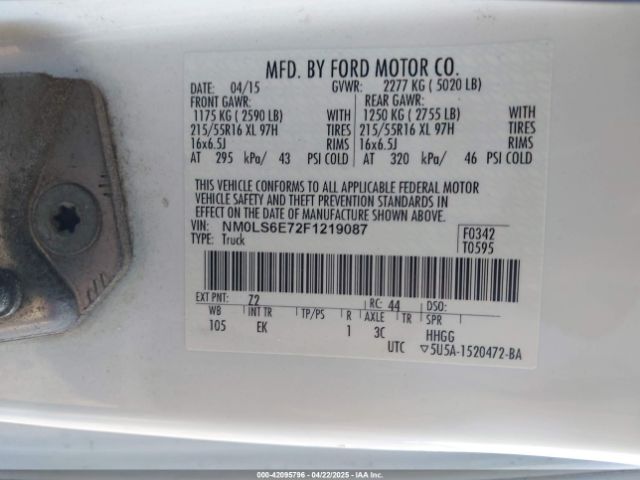 MFD. BY FORD MOTOR CO.
DATE: 04/15 GVWR: 2277 KG ( 5020 LB)
FRONT GAWR: REAR GAWR:
1175 KG ( 2590 LB) WITH 1250 KG ( 2755 LB) WITH
215/55R16 XL 97H TIRES 215/55R16 XL 97H TIRES
16x6.5J RIMS 16x6.5J RIMS
AT 295 kPa/ 43 PSI COLD AT 320 kPa/ 46 PSI COLD
THIS VEHICLE CONFORMS TO ALL APPLICABLE FEDERAL MOTOR
VEHICLE SAFETY AND THEFT PREVENTION STANDARDS IN
EFFECT ON THE DATE OF MANUFACTURE SHOWN ABOVE.
VIN: NM0LS6E72F1219087 F0342
TYPE: Truck T0595
EXT PNT: Z2 RC: 44 DSO:
WB INT TR TP/PS R AXLE TR SPR
105 EK 1 3C HHGG
UTC ▽5U5A-1520472-BA
000-42095796 - 04/22/2025 - IAAI.COM